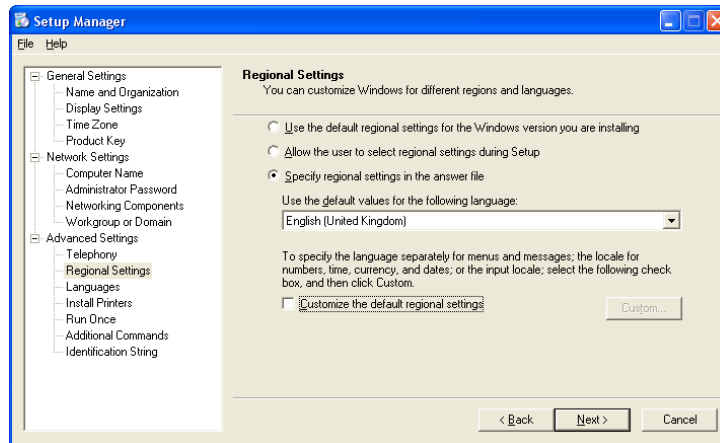 Setup Manager
File Help
General Settings
Name and Organization
Display Settings
Time Zone
Product Key
Network Settings
Computer Name
Administrator Password
Networking Components
Workgroup or Domain
Advanced Settings
Telephony
Regional Settings
Languages
Install Printers
Run Once
Additional Commands
Identification String
Regional Settings
You can customize Windows for different regions and languages.
Use the default regional settings for the Windows version you are installing
Allow the user to select regional settings during Setup
Specify regional settings in the answer file
Use the default values for the following language:
English (United Kingdom)
To specify the language separately for menus and messages; the locale for
numbers, time, currency, and dates; or the input locale; select the following check
box, and then click Custom.
Customize the default regional settings
Custom...
< Back
Next >
Cancel